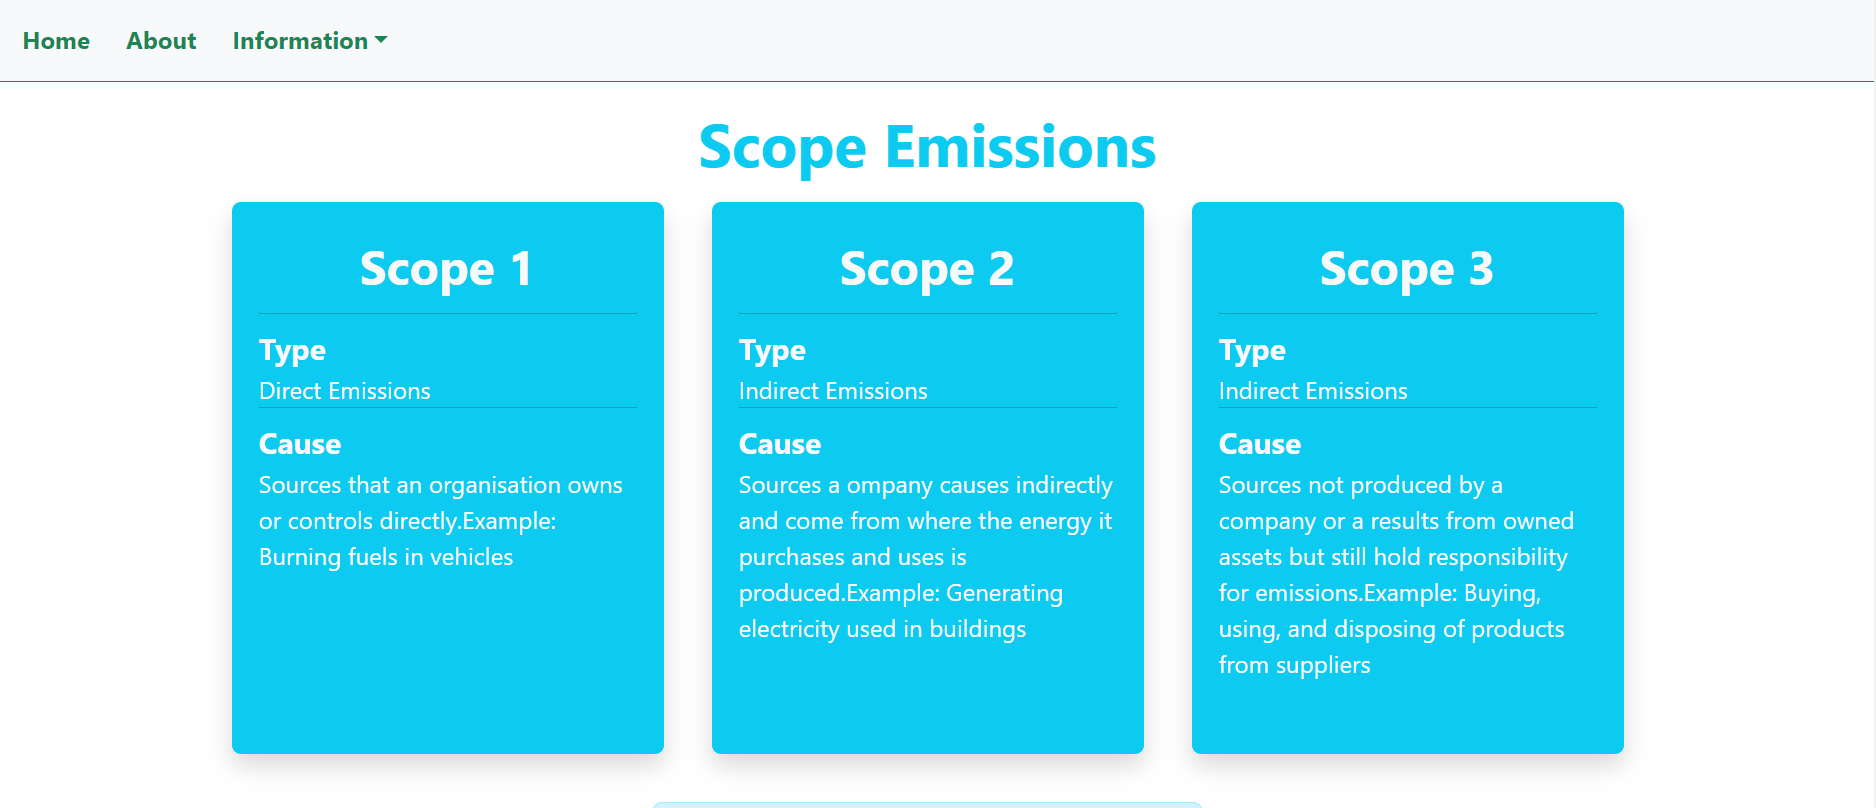 Home About Information
Scope Emissions
Scope 1
Type
Direct Emissions
Cause
Sources that an organisation owns
or controls directly.Example:
Burning fuels in vehicles
Scope 2
Type
Indirect Emissions
Cause
Sources a ompany causes indirectly
and come from where the energy it
purchases and uses is
produced.Example: Generating
electricity used in buildings
Scope 3
Type
Indirect Emissions
Cause
Sources not produced by a
company or a results from owned
assets but still hold responsibility
for emissions.Example: Buying,
using, and disposing of products
from suppliers